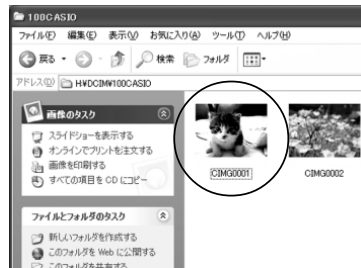 100CASIO
ファイル(F) 編集(E) 表示(V) お気に入り(A) ツール(T) ヘルプ(H)
戻る 検索 フォルダ
アドレス(D) H:¥DCIM¥100CASIO
画像のタスク
スライドショーを表示する
オンラインでプリントを注文する
画像を印刷する
すべての項目を CD にコピー
CIMG0001 CIMG0002
ファイルとフォルダのタスク
新しいフォルダを作成する
このフォルダを Web に公開する
このフォルダを共有する